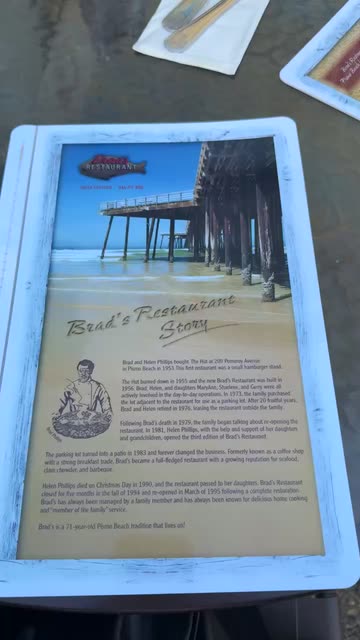 Brad's
RESTAURANT
Brad's Restaurant
Story
Brad and Helen Phillips bought The Hut at 209 Pomeroy Avenue
in Pismo Beach in 1953. This first restaurant was a small hamburger stand.
The Hut burned down in 1955 and the new Brad's Restaurant was built in
1956. Brad, Helen, and daughters Marylan, Sharlene, and Gerry were all
actively involved in the day-to-day operations. In 1973, the family purchased
the lot adjacent to the restaurant for use as a parking lot. After 20 fruitful years,
Brad and Helen retired in 1976, leaving the restaurant outside the family.
Following Brad's death in 1979, the family began talking about re-opening the
restaurant. In 1981, Helen Phillips, with the help and support of her daughters
and grandchildren, opened the third edition of Brad's Restaurant.
The parking lot turned into a patio in 1983 and forever changed the business. Formerly known as a coffee shop
with a strong breakfast trade, Brad's became a full-fledged restaurant with a growing reputation for seafood,
clam chowder, and barbeque.
Helen Phillips died on Christmas Day in 1990, and the restaurant passed to her daughters. Brad's Restaurant
closed for five months in the fall of 1994 and re-opened in March of 1995 following a complete restoration.
Brad's has always been managed by a family member and has always been known for delicious home cooking
and "member of the family" service.
Brad's is a 71-year-old Pismo Beach tradition that lives on!